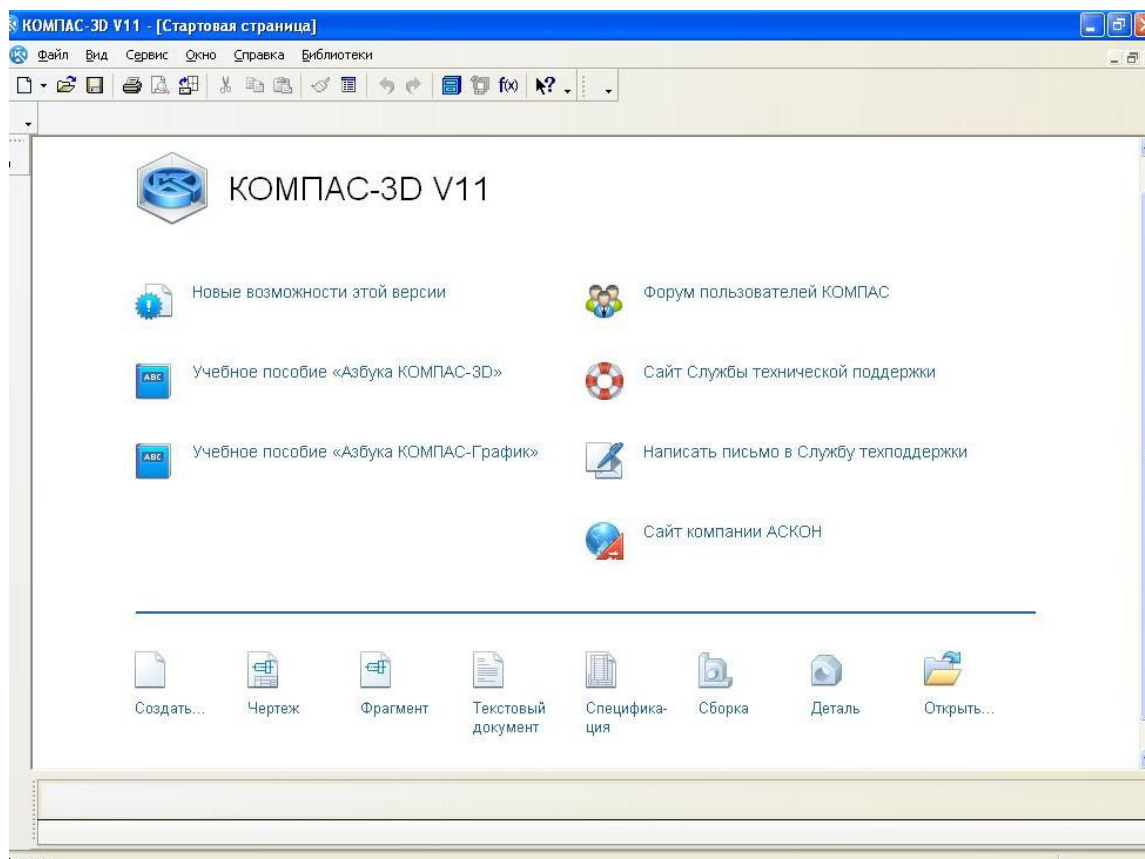 КОМПАС-3D V11 - [Стартовая страница]
Файл Вид Сервис Окно Справка Библиотеки
f(x)
КОМПАС-3D V11
Новые возможности этой версии
Форум пользователей КОМПАС
ABC
Учебное пособие «Азбука КОМПАС-3D»
Сайт Службы технической поддержки
ABC
Учебное пособие «Азбука КОМПАС-График»
Написать письмо в Службу техподдержки
Сайт компании АСКОН
Создать...
Чертеж
Фрагмент
Текстовый
документ
Специфика-
ция
Сборка
Деталь
Открыть...